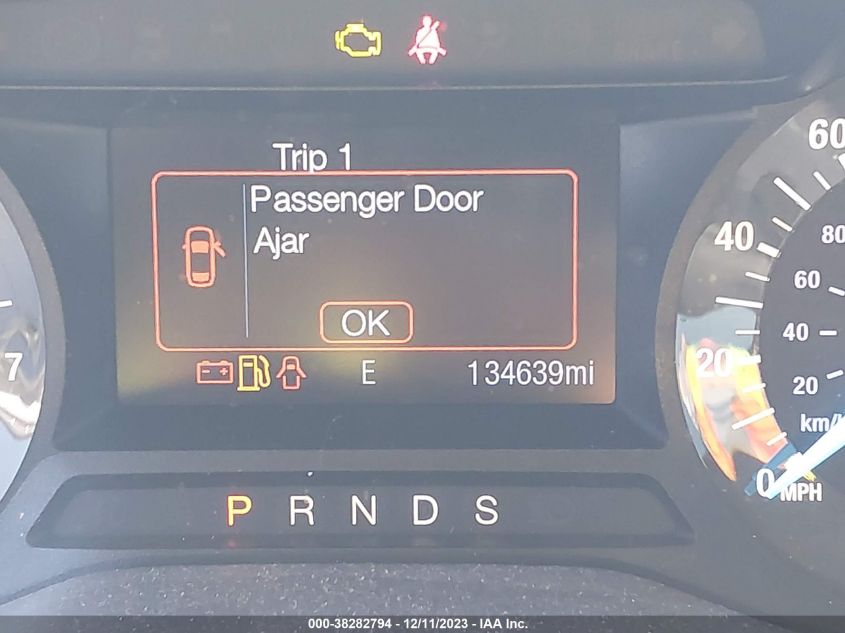 Trip 1
Passenger Door
Ajar
OK
E 134639mi
P R N D S
7
60
40
20
0 MPH
80
60
40
20
km/
000-38282794 - 12/11/2023 - IAA Inc.